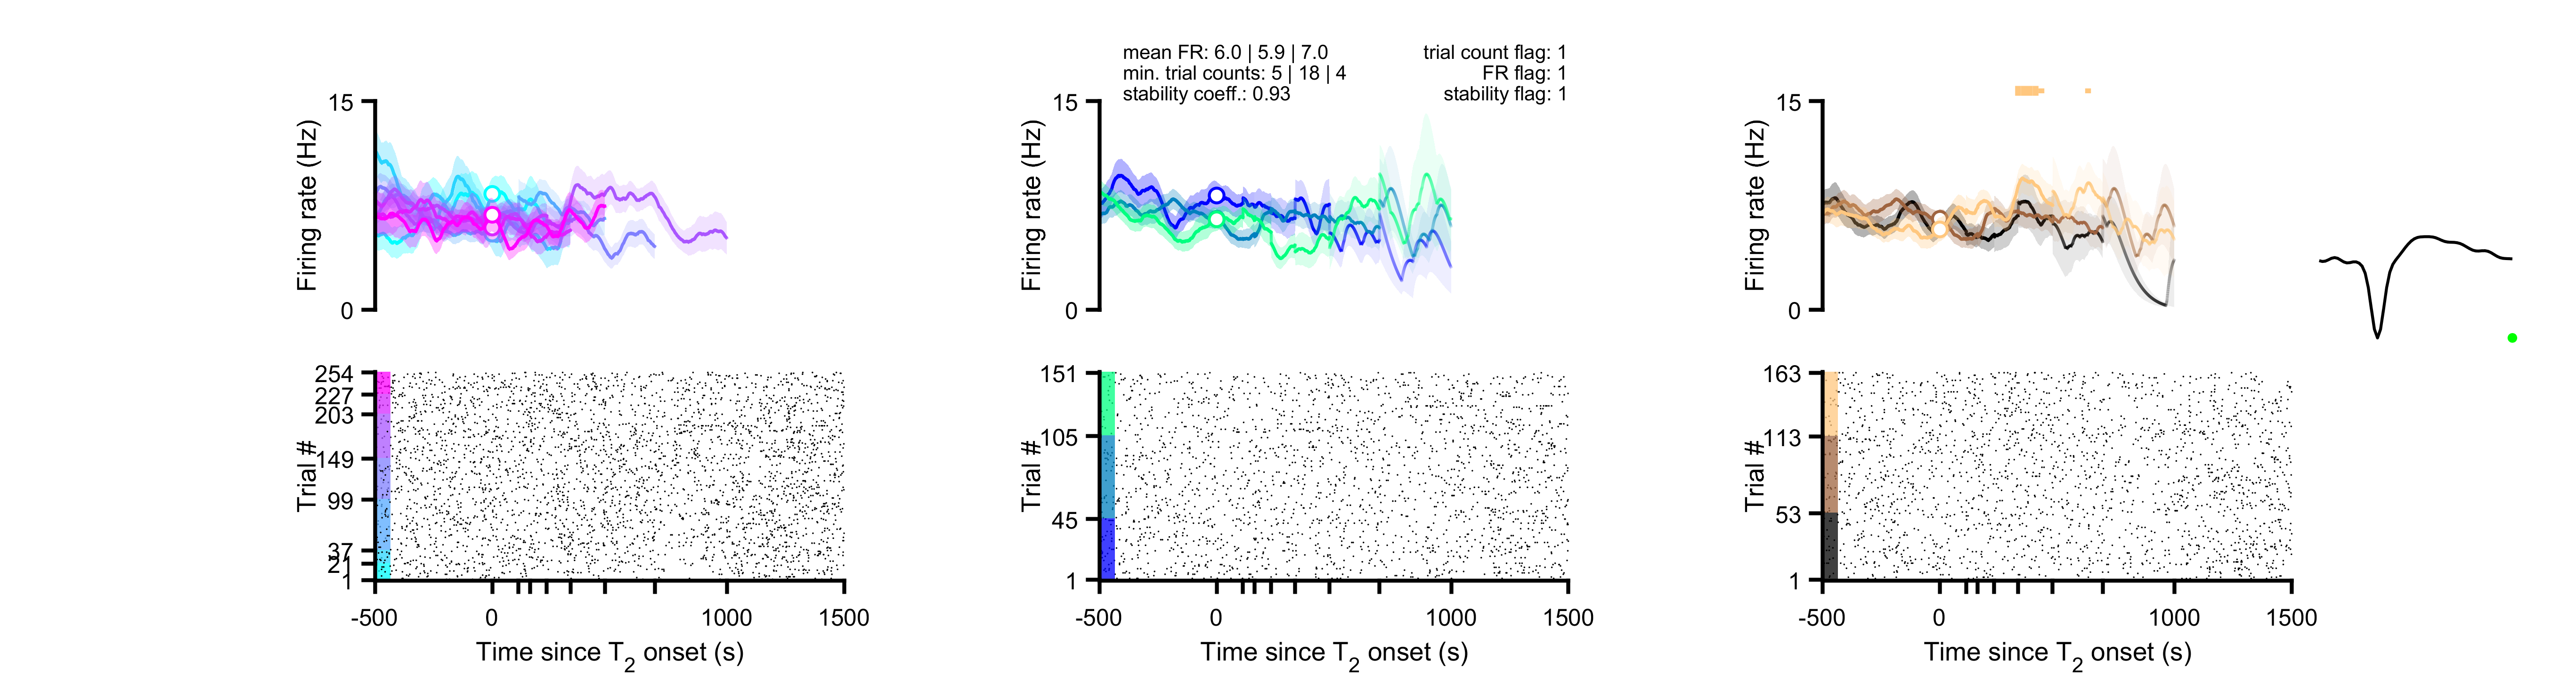 mean FR: 6.0 | 5.9 | 7.0
min. trial counts: 5 | 18 | 4
stability coeff.: 0.93
trial count flag: 1
FR flag: 1
stability flag: 1
15
Firing rate (Hz)
0
15
Firing rate (Hz)
0
15
Firing rate (Hz)
0
254
227
203
149
99
37
21
1
Trial #
-500 0 1000 1500
Time since T2 onset (s)
151
105
45
1
Trial #
-500 0 1000 1500
Time since T2 onset (s)
163
113
53
1
Trial #
-500 0 1000 1500
Time since T2 onset (s)